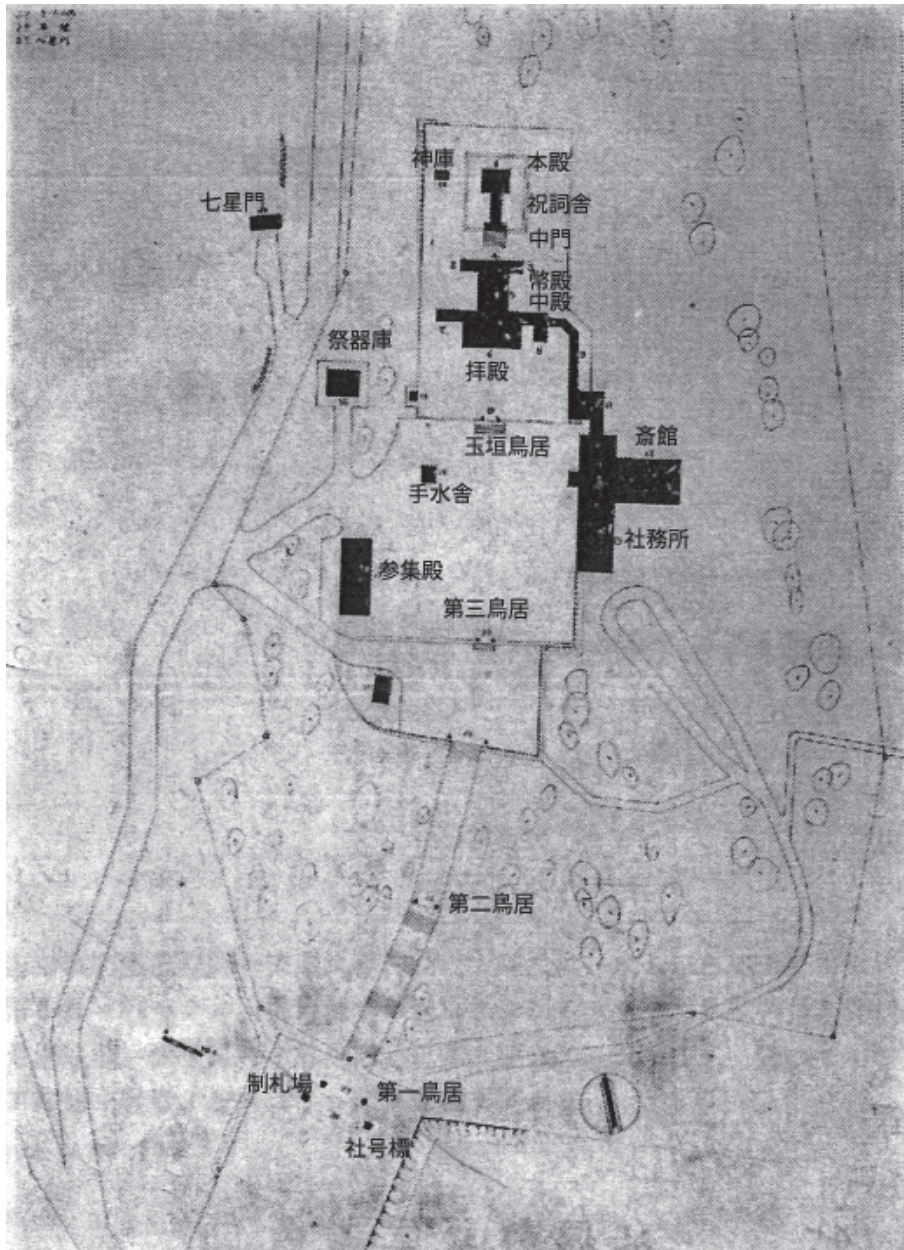 神庫
本殿
七星門
祝詞舎
中門
幣殿
中殿
祭器庫
拝殿
玉垣鳥居
斎館
手水舎
社務所
参集殿
第三鳥居
第二鳥居
制札場
第一鳥居
社号標